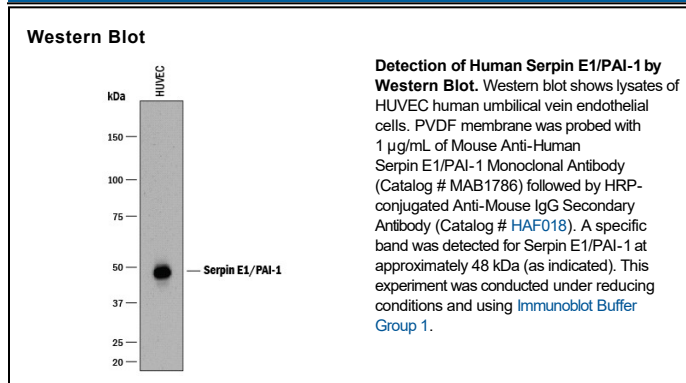 Western Blot
HUVEC
kDa
150
100
75
50
37
25
20
Serpin E1/PAI-1
Detection of Human Serpin E1/PAI-1 by
Western Blot. Western blot shows lysates of
HUVEC human umbilical vein endothelial
cells. PVDF membrane was probed with
1 µg/mL of Mouse Anti-Human
Serpin E1/PAI-1 Monoclonal Antibody
(Catalog # MAB1786) followed by HRP-
conjugated Anti-Mouse IgG Secondary
Antibody (Catalog # HAF018). A specific
band was detected for Serpin E1/PAI-1 at
approximately 48 kDa (as indicated). This
experiment was conducted under reducing
conditions and using Immunoblot Buffer
Group 1.